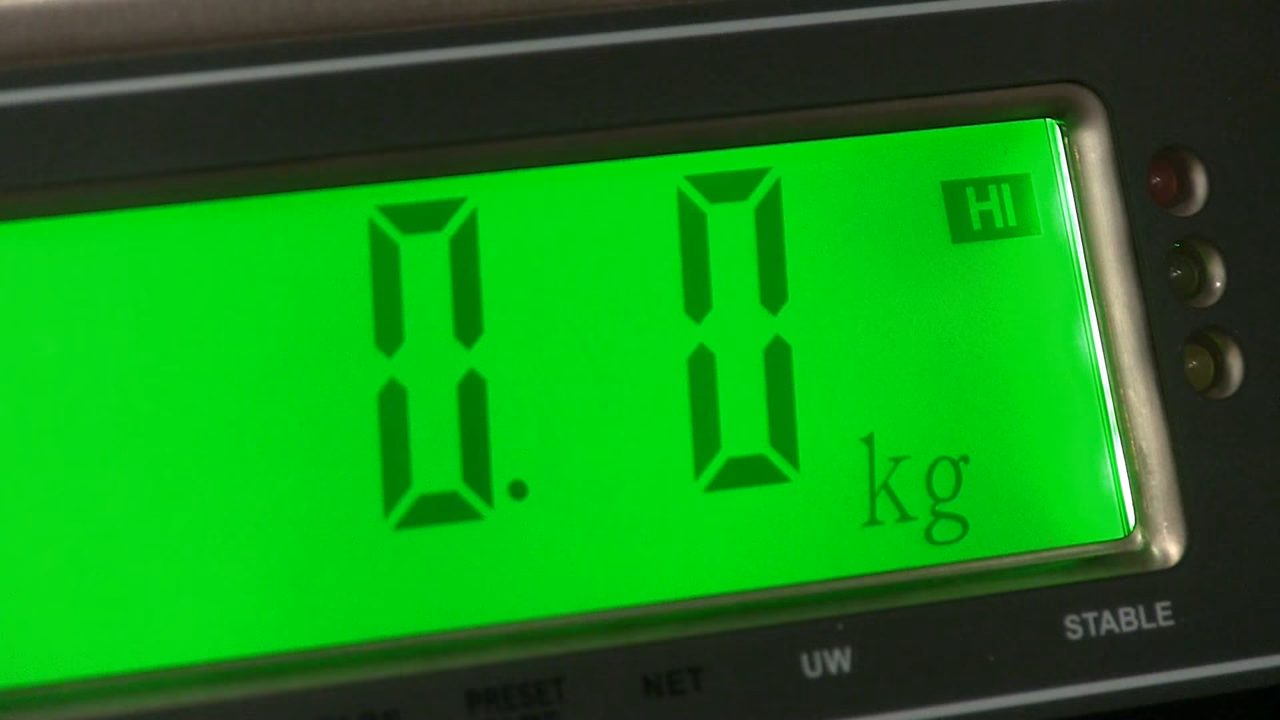 HI
0.0 kg
STABLE
UW
NET
PRESET